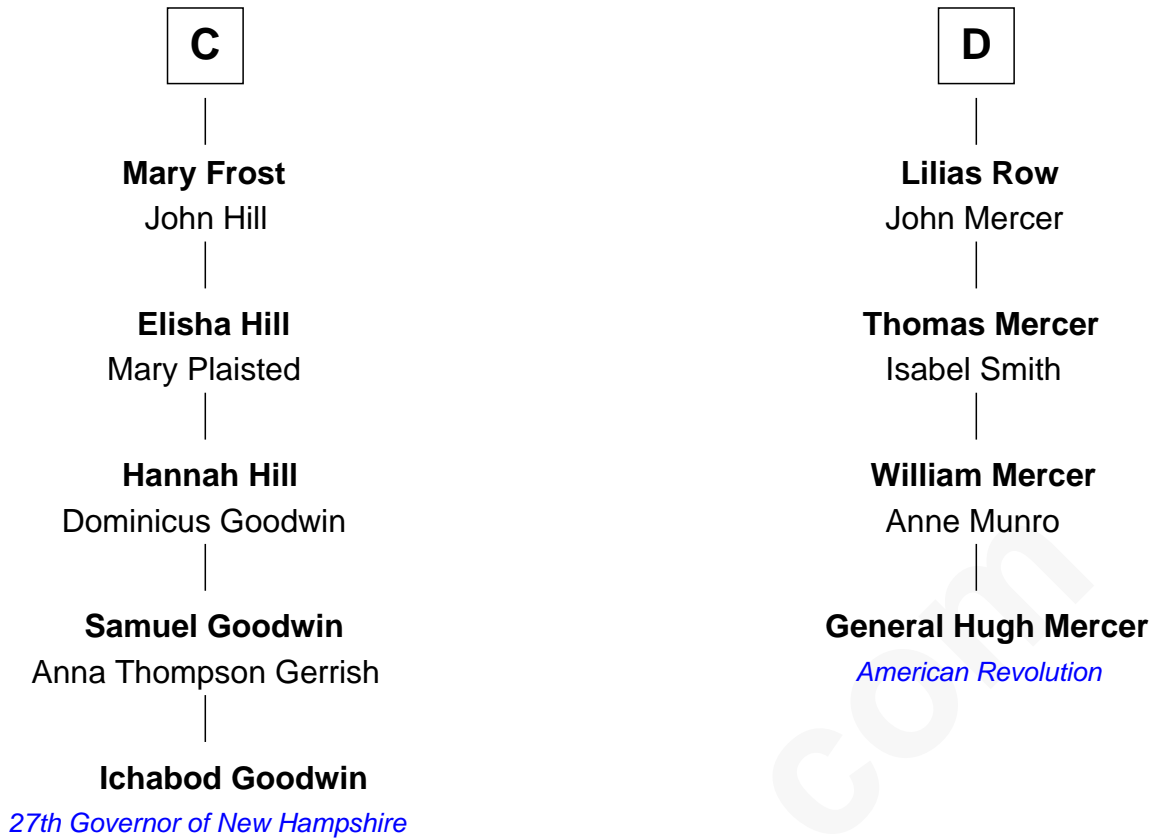 C
Mary Frost
John Hill
Elisha Hill
Mary Plaisted
Hannah Hill
Dominicus Goodwin
Samuel Goodwin
Anna Thompson Gerrish
Ichabod Goodwin
27th Governor of New Hampshire
D
Lilias Row
John Mercer
Thomas Mercer
Isabel Smith
William Mercer
Anne Munro
General Hugh Mercer
American Revolution
com